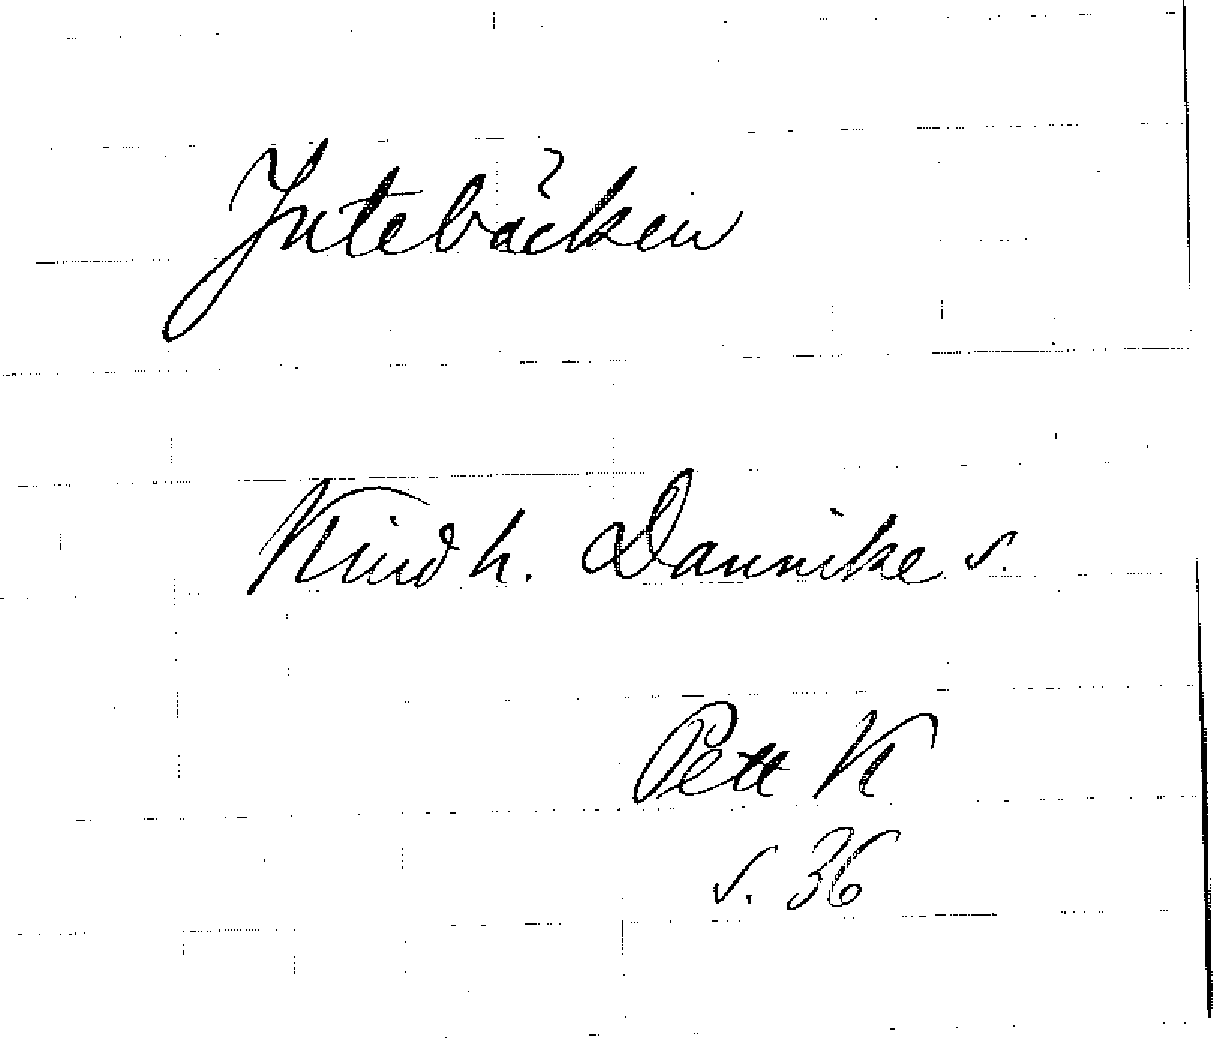 Jutebäcken
Kind h. Dannike s.
Pett K
s. 36